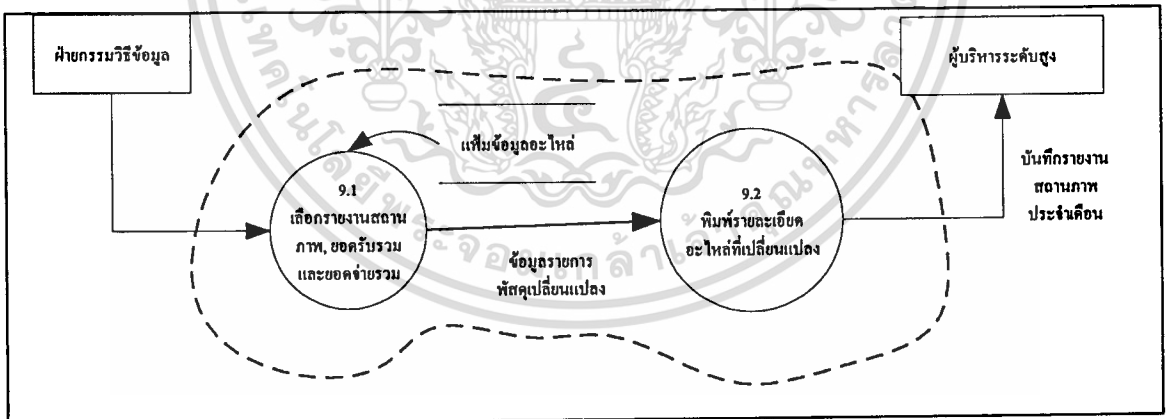 ฝ่ายกรรมวิธีข้อมูล
ผู้บริหารระดับสูง
แฟ้มข้อมูลอะไหล่
9.1
เลือกรายงานสถาน
ภาพ, ยอดรับรวม
และยอดจ่ายรวม
9.2
พิมพ์รายละเอียด
อะไหล่ที่เปลี่ยนแปลง
บันทึกรายงาน
สถานภาพ
ประจำเดือน
ข้อมูลรายการ
พัสดุเปลี่ยนแปลง